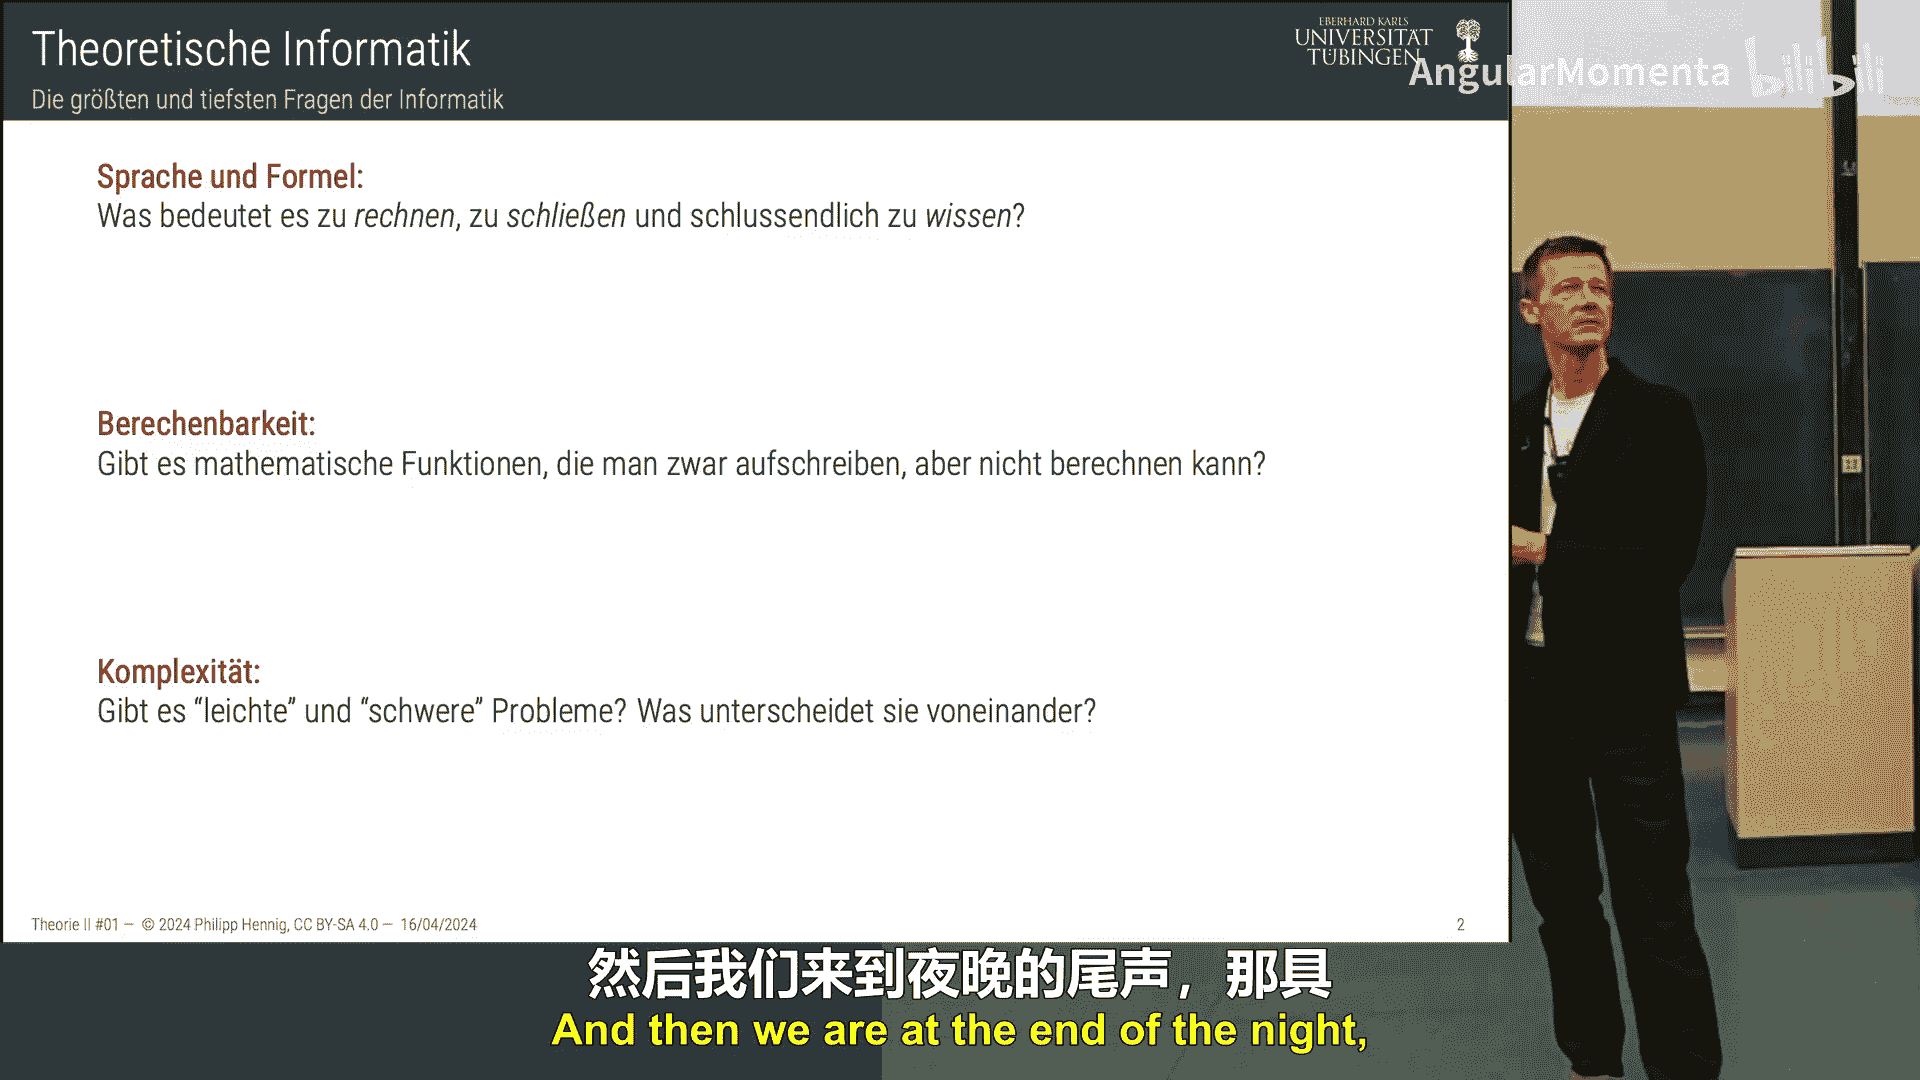 Theoretische Informatik
Die größten und tiefsten Fragen der Informatik
EBERHARD KARLS
UNIVERSITÄT
TÜBINGEN
AngularMomenta bilibili
Sprache und Formel:
Was bedeutet es zu rechnen, zu schließen und schlussendlich zu wissen?
Berechenbarkeit:
Gibt es mathematische Funktionen, die man zwar aufschreiben, aber nicht berechnen kann?
Komplexität:
Gibt es “leichte” und “schwere” Probleme? Was unterscheidet sie voneinander?
Theorie II #01 — © 2024 Philipp Hennig, CC BY-SA 4.0 — 16/04/2024
2
然后我们来到夜晚的尾声，那具
And then we are at the end of the night,